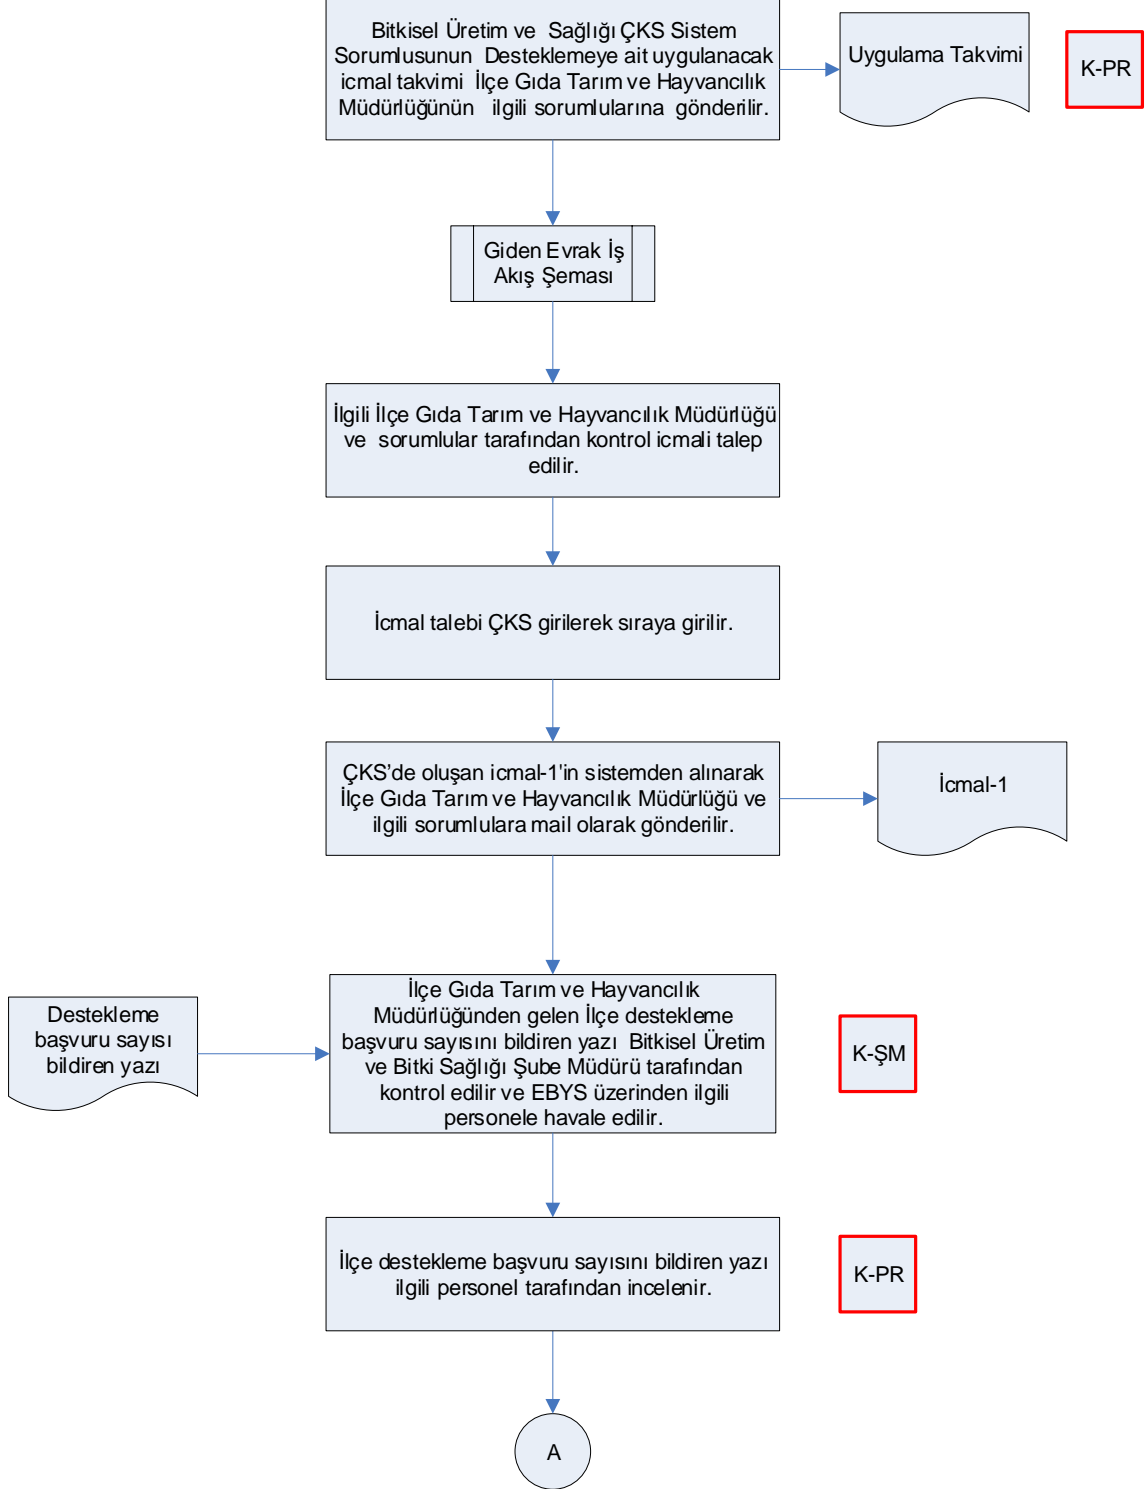 Bitkisel Üretim ve Sağlığı ÇKS Sistem
Sorumlusunun Desteklemeye ait uygulanacak
icmal takvimi İlçe Gıda Tarım ve Hayvancılık
Müdürlüğünün ilgili sorumlularına gönderilir.
Uygulama Takvimi
K-PR
Giden Evrak İş
Akış Şeması
İlgili İlçe Gıda Tarım ve Hayvancılık Müdürlüğü
ve sorumlular tarafından kontrol icmali talep
edilir.
İcmal talebi ÇKS girilerek sıraya girilir.
ÇKS’de oluşan icmal-1'in sistemden alınarak
İlçe Gıda Tarım ve Hayvancılık Müdürlüğü ve
ilgili sorumlulara mail olarak gönderilir.
İcmal-1
Destekleme
başvuru sayısı
bildiren yazı
İlçe Gıda Tarım ve Hayvancılık
Müdürlüğünden gelen İlçe destekleme
başvuru sayısını bildiren yazı Bitkisel Üretim
ve Bitki Sağlığı Şube Müdürü tarafından
kontrol edilir ve EBYS üzerinden ilgili
personele havale edilir.
K-ŞM
İlçe destekleme başvuru sayısını bildiren yazı
ilgili personel tarafından incelenir.
K-PR
A